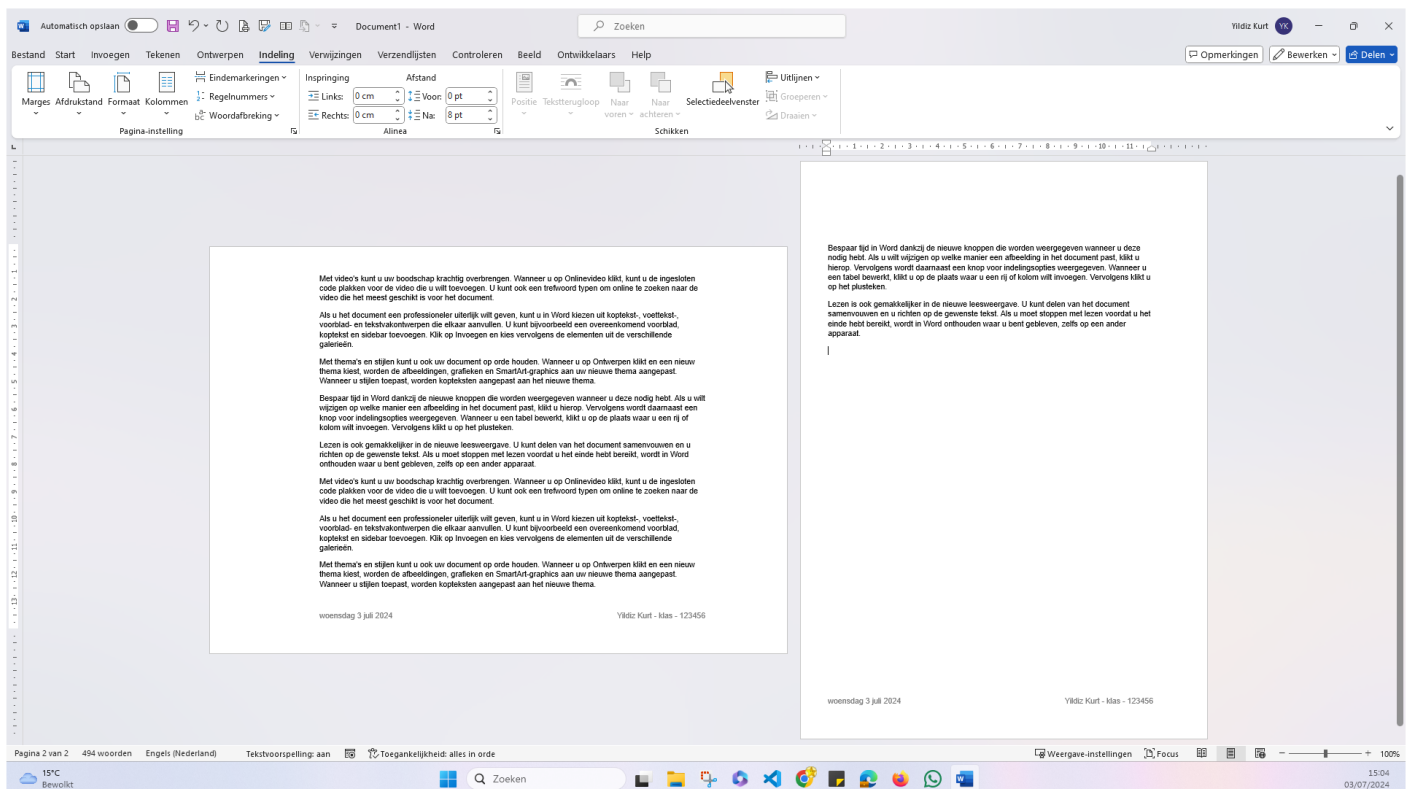 Automatisch opslaan
Document1 - Word
Zoeken
Yildiz Kurt YK
Bestand Start Invoegen Tekenen Ontwerpen Indeling Verwijzingen Verzendlijsten Controleren Beeld Ontwikkelaars Help
Opmerkingen Bewerken Delen
Marges Afdrukstand Formaat Kolommen
Eindemarkeringen
Regelnummers
Woordafbreking
Pagina-instelling
Inspringing Afstand
Links: 0 cm Voor: 0 pt
Rechts: 0 cm Na: 8 pt
Alinea
Positie Tekstterugloop Naar voren Naar achteren Selectiedeelvenster
Uitlijnen
Groeperen
Draaien
Schikken
1 2 3 4 5 6 7 8 9 10 11
1 2 3 4 5 6 7 8 9 10 11 12 13
Met video's kunt u uw boodschap krachtig overbrengen. Wanneer u op Onlinevideo klikt, kunt u de ingesloten
code plakken voor de video die u wilt toevoegen. U kunt ook een trefwoord typen om online te zoeken naar de
video die het meest geschikt is voor het document.
Als u het document een professioneler uiterlijk wilt geven, kunt u in Word kiezen uit koptekst-, voettekst-,
voorblad- en tekstvakontwerpen die elkaar aanvullen. U kunt bijvoorbeeld een overeenkomend voorblad,
koptekst en sidebar toevoegen. Klik op Invoegen en kies vervolgens de elementen uit de verschillende
galerieën.
Met thema's en stijlen kunt u ook uw document op orde houden. Wanneer u op Ontwerpen klikt en een nieuw
thema kiest, worden de afbeeldingen, grafieken en SmartArt-graphics aan uw nieuwe thema aangepast.
Wanneer u stijlen toepast, worden kopteksten aangepast aan het nieuwe thema.
Bespaar tijd in Word dankzij de nieuwe knoppen die worden weergegeven wanneer u deze nodig hebt. Als u wilt
wijzigen op welke manier een afbeelding in het document past, klikt u hierop. Vervolgens wordt daarnaast een
knop voor indelingsopties weergegeven. Wanneer u een tabel bewerkt, klikt u op de plaats waar u een rij of
kolom wilt invoegen. Vervolgens klikt u op het plusteken.
Lezen is ook gemakkelijker in de nieuwe leesweergave. U kunt delen van het document samenvouwen en u
richten op de gewenste tekst. Als u moet stoppen met lezen voordat u het einde hebt bereikt, wordt in Word
onthouden waar u bent gebleven, zelfs op een ander apparaat.
Met video's kunt u uw boodschap krachtig overbrengen. Wanneer u op Onlinevideo klikt, kunt u de ingesloten
code plakken voor de video die u wilt toevoegen. U kunt ook een trefwoord typen om online te zoeken naar de
video die het meest geschikt is voor het document.
Als u het document een professioneler uiterlijk wilt geven, kunt u in Word kiezen uit koptekst-, voettekst-,
voorblad- en tekstvakontwerpen die elkaar aanvullen. U kunt bijvoorbeeld een overeenkomend voorblad,
koptekst en sidebar toevoegen. Klik op Invoegen en kies vervolgens de elementen uit de verschillende
galerieën.
Met thema's en stijlen kunt u ook uw document op orde houden. Wanneer u op Ontwerpen klikt en een nieuw
thema kiest, worden de afbeeldingen, grafieken en SmartArt-graphics aan uw nieuwe thema aangepast.
Wanneer u stijlen toepast, worden kopteksten aangepast aan het nieuwe thema.
woensdag 3 juli 2024 Yildiz Kurt - klas - 123456
Bespaar tijd in Word dankzij de nieuwe knoppen die worden weergegeven wanneer u deze
nodig hebt. Als u wilt wijzigen op welke manier een afbeelding in het document past, klikt u
hierop. Vervolgens wordt daarnaast een knop voor indelingsopties weergegeven. Wanneer u
een tabel bewerkt, klikt u op de plaats waar u een rij of kolom wilt invoegen. Vervolgens klikt u
op het plusteken.
Lezen is ook gemakkelijker in de nieuwe leesweergave. U kunt delen van het document
samenvouwen en u richten op de gewenste tekst. Als u moet stoppen met lezen voordat u het
einde hebt bereikt, wordt in Word onthouden waar u bent gebleven, zelfs op een ander
apparaat.
woensdag 3 juli 2024 Yildiz Kurt - klas - 123456
Pagina 2 van 2 494 woorden Engels (Nederland) Tekstvoorspelling: aan Toegankelijkheid: alles in orde Weergave-instellingen Focus 100%
15°C
Bewolkt
Zoeken
15:04
03/07/2024